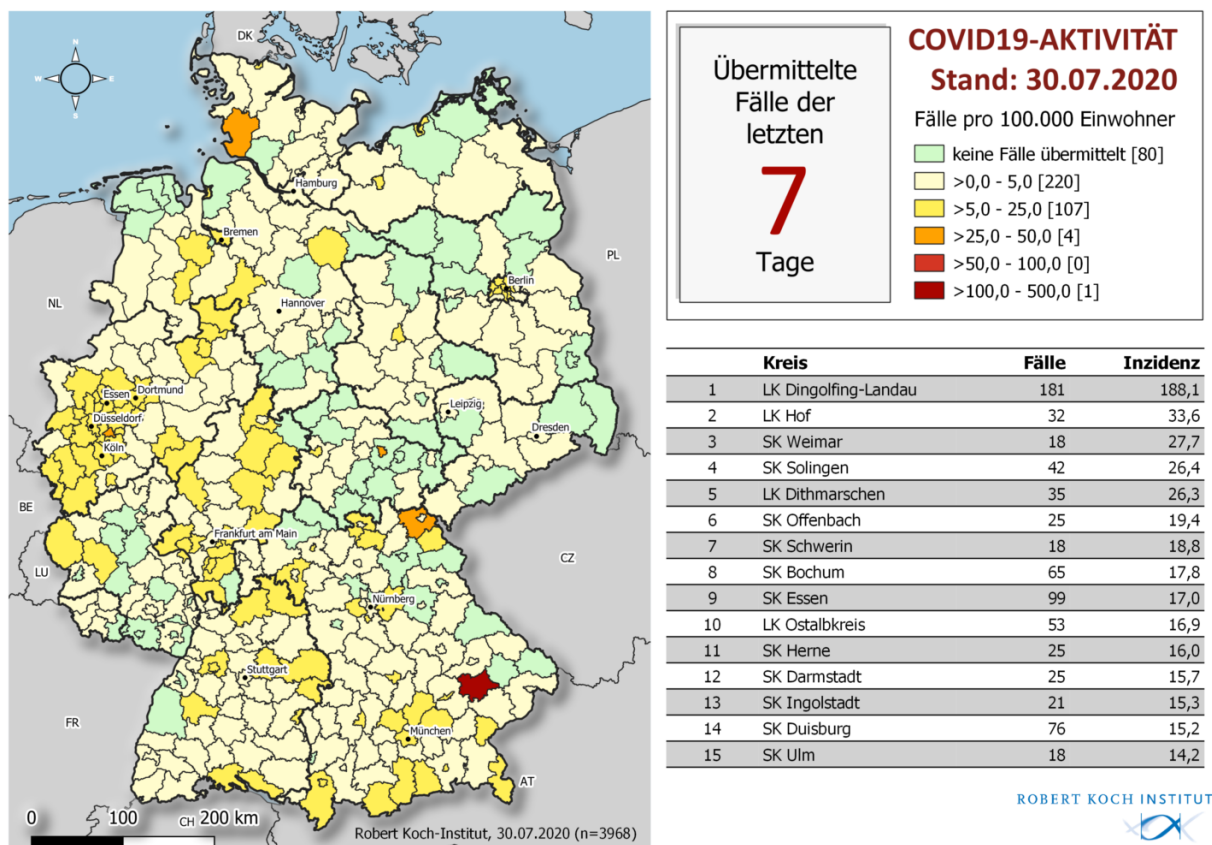 DK
N
W
E
S
Hamburg
Bremen
PL
Berlin
NL
Hannover
Essen
Dortmund
Düsseldorf
Leipzig
Dresden
Köln
BE
Frankfurt am Main
CZ
LU
Nürnberg
Stuttgart
FR
München
AT
0 100 CH 200 km
Robert Koch-Institut, 30.07.2020 (n=3968)
Übermittelte
Fälle der
letzten
7
Tage
COVID19-AKTIVITÄT
Stand: 30.07.2020
Fälle pro 100.000 Einwohner
keine Fälle übermittelt [80]
>0,0 - 5,0 [220]
>5,0 - 25,0 [107]
>25,0 - 50,0 [4]
>50,0 - 100,0 [0]
>100,0 - 500,0 [1]
Kreis Fälle Inzidenz
1 LK Dingolfing-Landau 181 188,1
2 LK Hof 32 33,6
3 SK Weimar 18 27,7
4 SK Solingen 42 26,4
5 LK Dithmarschen 35 26,3
6 SK Offenbach 25 19,4
7 SK Schwerin 18 18,8
8 SK Bochum 65 17,8
9 SK Essen 99 17,0
10 LK Ostalbkreis 53 16,9
11 SK Herne 25 16,0
12 SK Darmstadt 25 15,7
13 SK Ingolstadt 21 15,3
14 SK Duisburg 76 15,2
15 SK Ulm 18 14,2
ROBERT KOCH INSTITUT